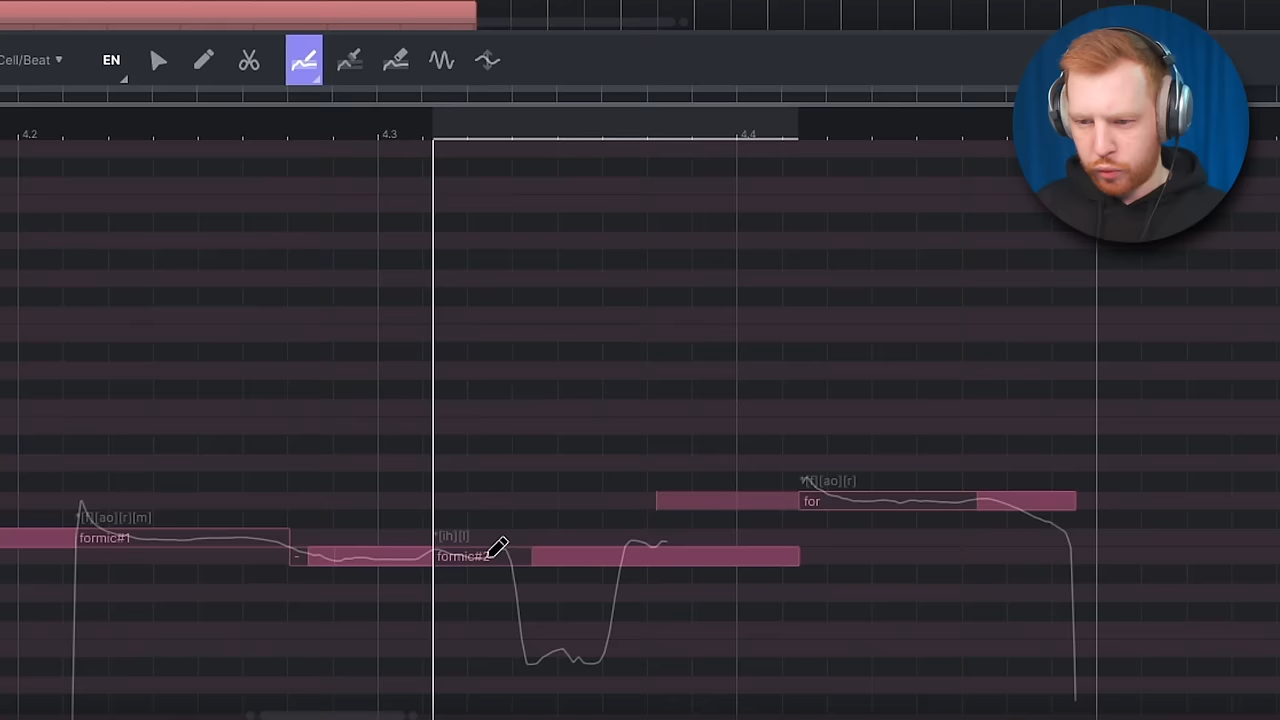 Cell/Beat
EN
4.2
4.3
4.4
[f][ao][r]
for
[f][ao][r][m]
formic#1
[ih][l]
-
formic#2